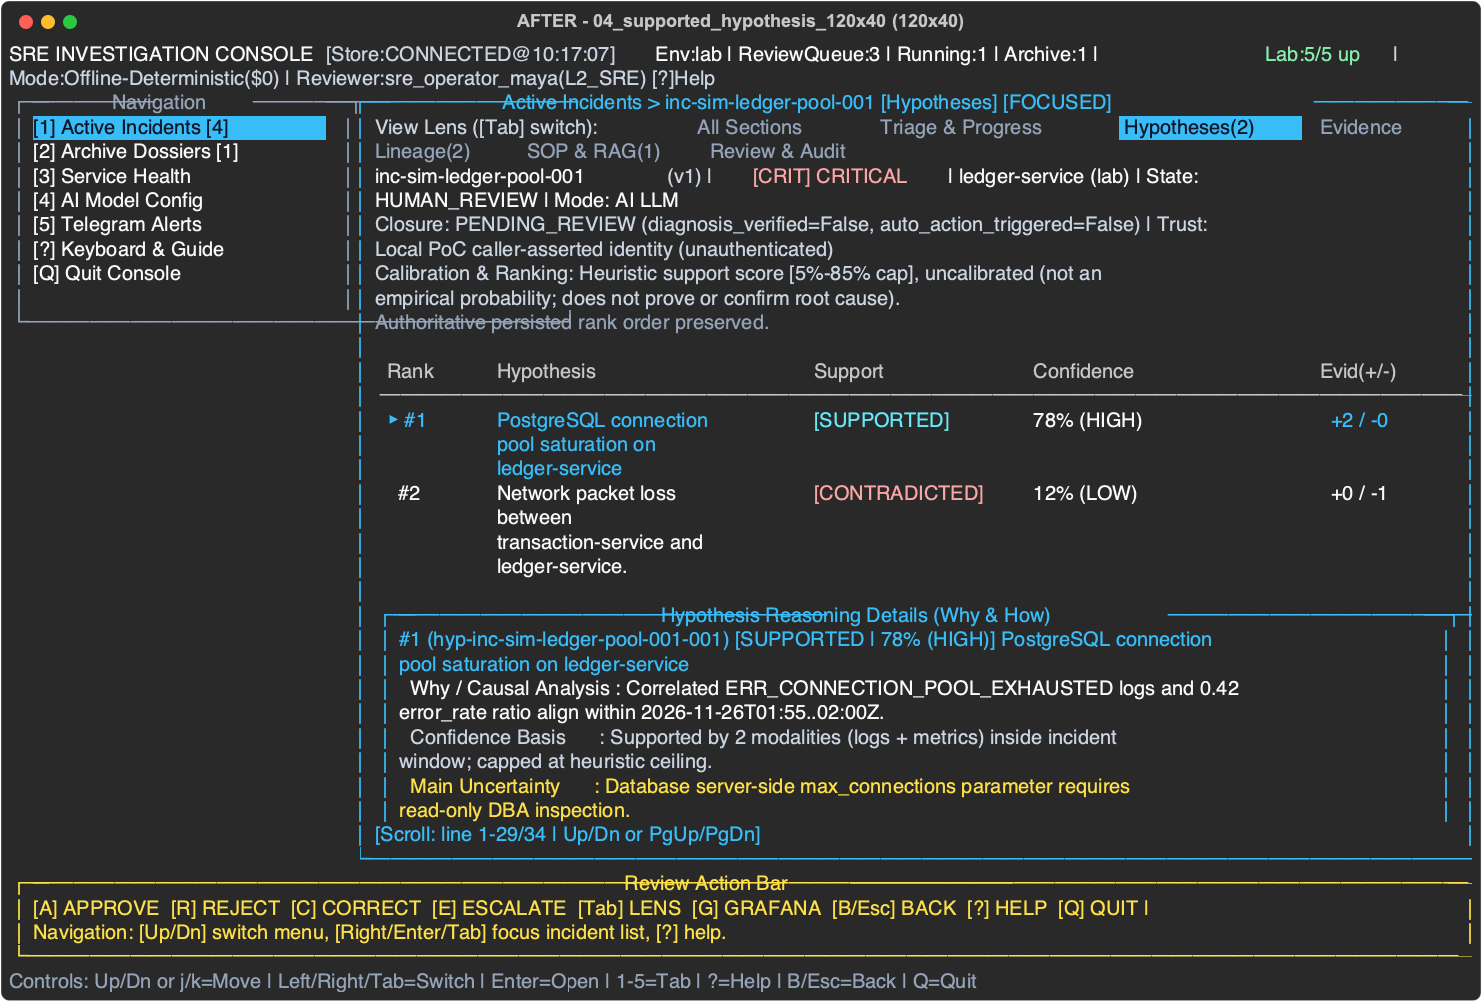 AFTER - 04_supported_hypothesis_120x40 (120x40)
SRE INVESTIGATION CONSOLE [Store:CONNECTED@10:17:07] Env:lab | ReviewQueue:3 | Running:1 | Archive:1 | Lab:5/5 up |
Mode:Offline-Deterministic($0) | Reviewer:sre_operator_maya(L2_SRE) [?]Help
Navigation
[1] Active Incidents [4]
[2] Archive Dossiers [1]
[3] Service Health
[4] AI Model Config
[5] Telegram Alerts
[?] Keyboard & Guide
[Q] Quit Console
Active Incidents > inc-sim-ledger-pool-001 [Hypotheses] [FOCUSED]
View Lens ([Tab] switch): All Sections Triage & Progress Hypotheses(2) Evidence
Lineage(2) SOP & RAG(1) Review & Audit
inc-sim-ledger-pool-001 (v1) | [CRIT] CRITICAL | ledger-service (lab) | State:
HUMAN_REVIEW | Mode: AI LLM
Closure: PENDING_REVIEW (diagnosis_verified=False, auto_action_triggered=False) | Trust:
Local PoC caller-asserted identity (unauthenticated)
Calibration & Ranking: Heuristic support score [5%-85% cap], uncalibrated (not an
empirical probability; does not prove or confirm root cause).
Authoritative persisted rank order preserved.
Rank Hypothesis Support Confidence Evid(+/-)
▸ #1 PostgreSQL connection [SUPPORTED] 78% (HIGH) +2 / -0
pool saturation on
ledger-service
#2 Network packet loss [CONTRADICTED] 12% (LOW) +0 / -1
between
transaction-service and
ledger-service.
Hypothesis Reasoning Details (Why & How)
#1 (hyp-inc-sim-ledger-pool-001-001) [SUPPORTED | 78% (HIGH)] PostgreSQL connection
pool saturation on ledger-service
Why / Causal Analysis : Correlated ERR_CONNECTION_POOL_EXHAUSTED logs and 0.42
error_rate ratio align within 2026-11-26T01:55..02:00Z.
Confidence Basis : Supported by 2 modalities (logs + metrics) inside incident
window; capped at heuristic ceiling.
Main Uncertainty : Database server-side max_connections parameter requires
read-only DBA inspection.
[Scroll: line 1-29/34 | Up/Dn or PgUp/PgDn]
Review Action Bar
[A] APPROVE [R] REJECT [C] CORRECT [E] ESCALATE [Tab] LENS [G] GRAFANA [B/Esc] BACK [?] HELP [Q] QUIT |
Navigation: [Up/Dn] switch menu, [Right/Enter/Tab] focus incident list, [?] help.
Controls: Up/Dn or j/k=Move | Left/Right/Tab=Switch | Enter=Open | 1-5=Tab | ?=Help | B/Esc=Back | Q=Quit